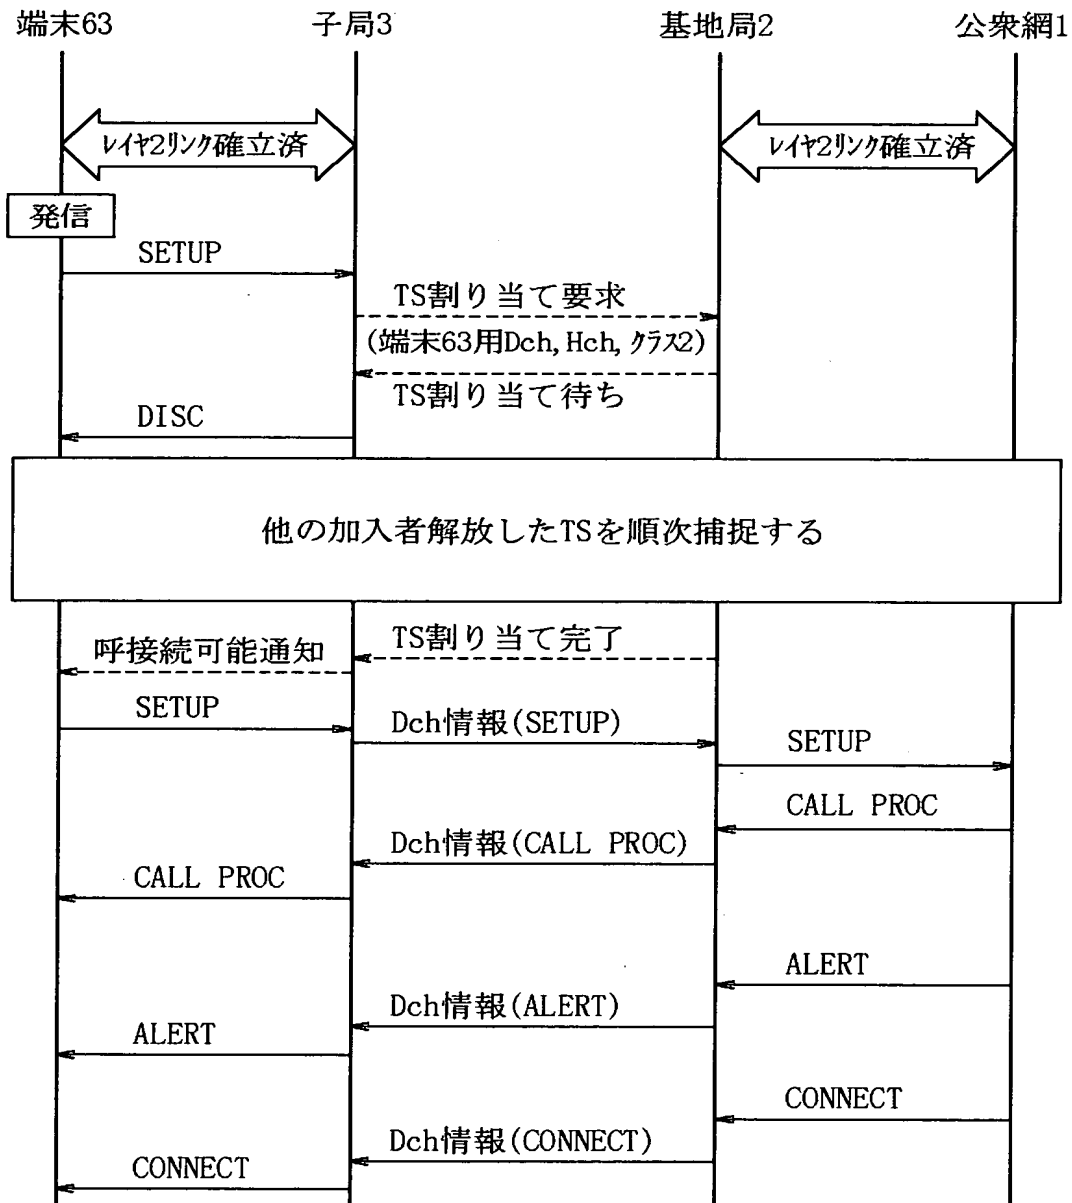 端末63 子局3 基地局2 公衆網1
ﾚｲﾔ2ﾘﾝｸ確立済 ﾚｲﾔ2ﾘﾝｸ確立済
発信
SETUP
TS割り当て要求
(端末63用Dch, Hch, ｸﾗｽ2)
TS割り当て待ち
DISC
他の加入者解放したTSを順次捕捉する
TS割り当て完了
呼接続可能通知
SETUP
Dch情報(SETUP)
SETUP
CALL PROC
Dch情報(CALL PROC)
CALL PROC
ALERT
Dch情報(ALERT)
ALERT
CONNECT
Dch情報(CONNECT)
CONNECT